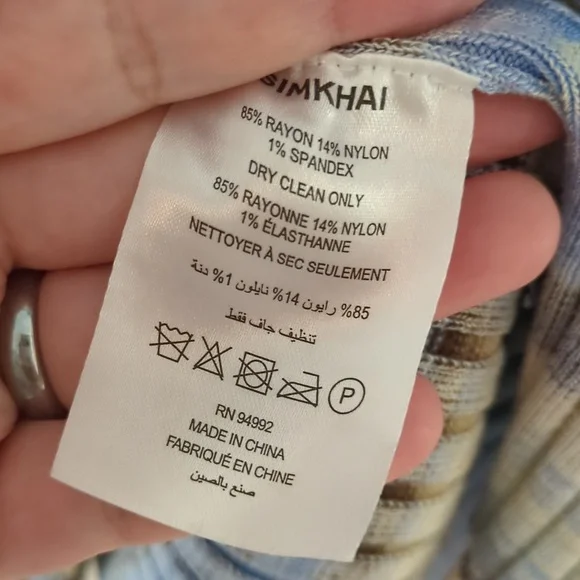 SIMKHAI
85% RAYON 14% NYLON
1% SPANDEX
DRY CLEAN ONLY
85% RAYONNE 14% NYLON
1% ÉLASTHANNE
NETTOYER À SEC SEULEMENT
85% رايون 14% نايلون 1% دنة
تنظيف جاف فقط
P
RN 94992
MADE IN CHINA
FABRIQUÉ EN CHINE
صنع بالصين